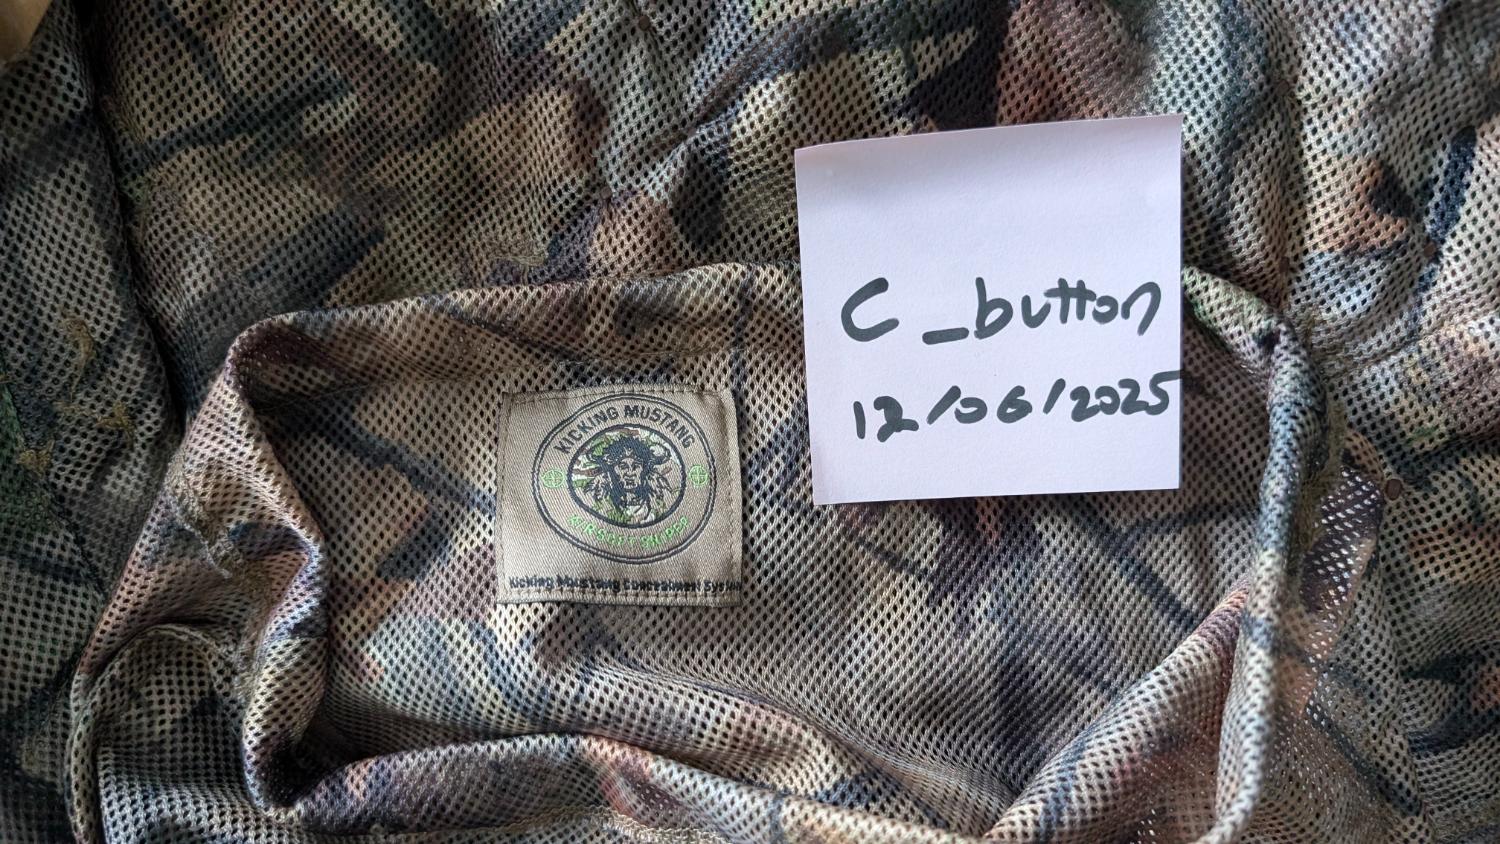 KICKING MUSTANG
AIRSOFT SNIPER
Kicking Mustang Concealment System
C_button
12/06/2025